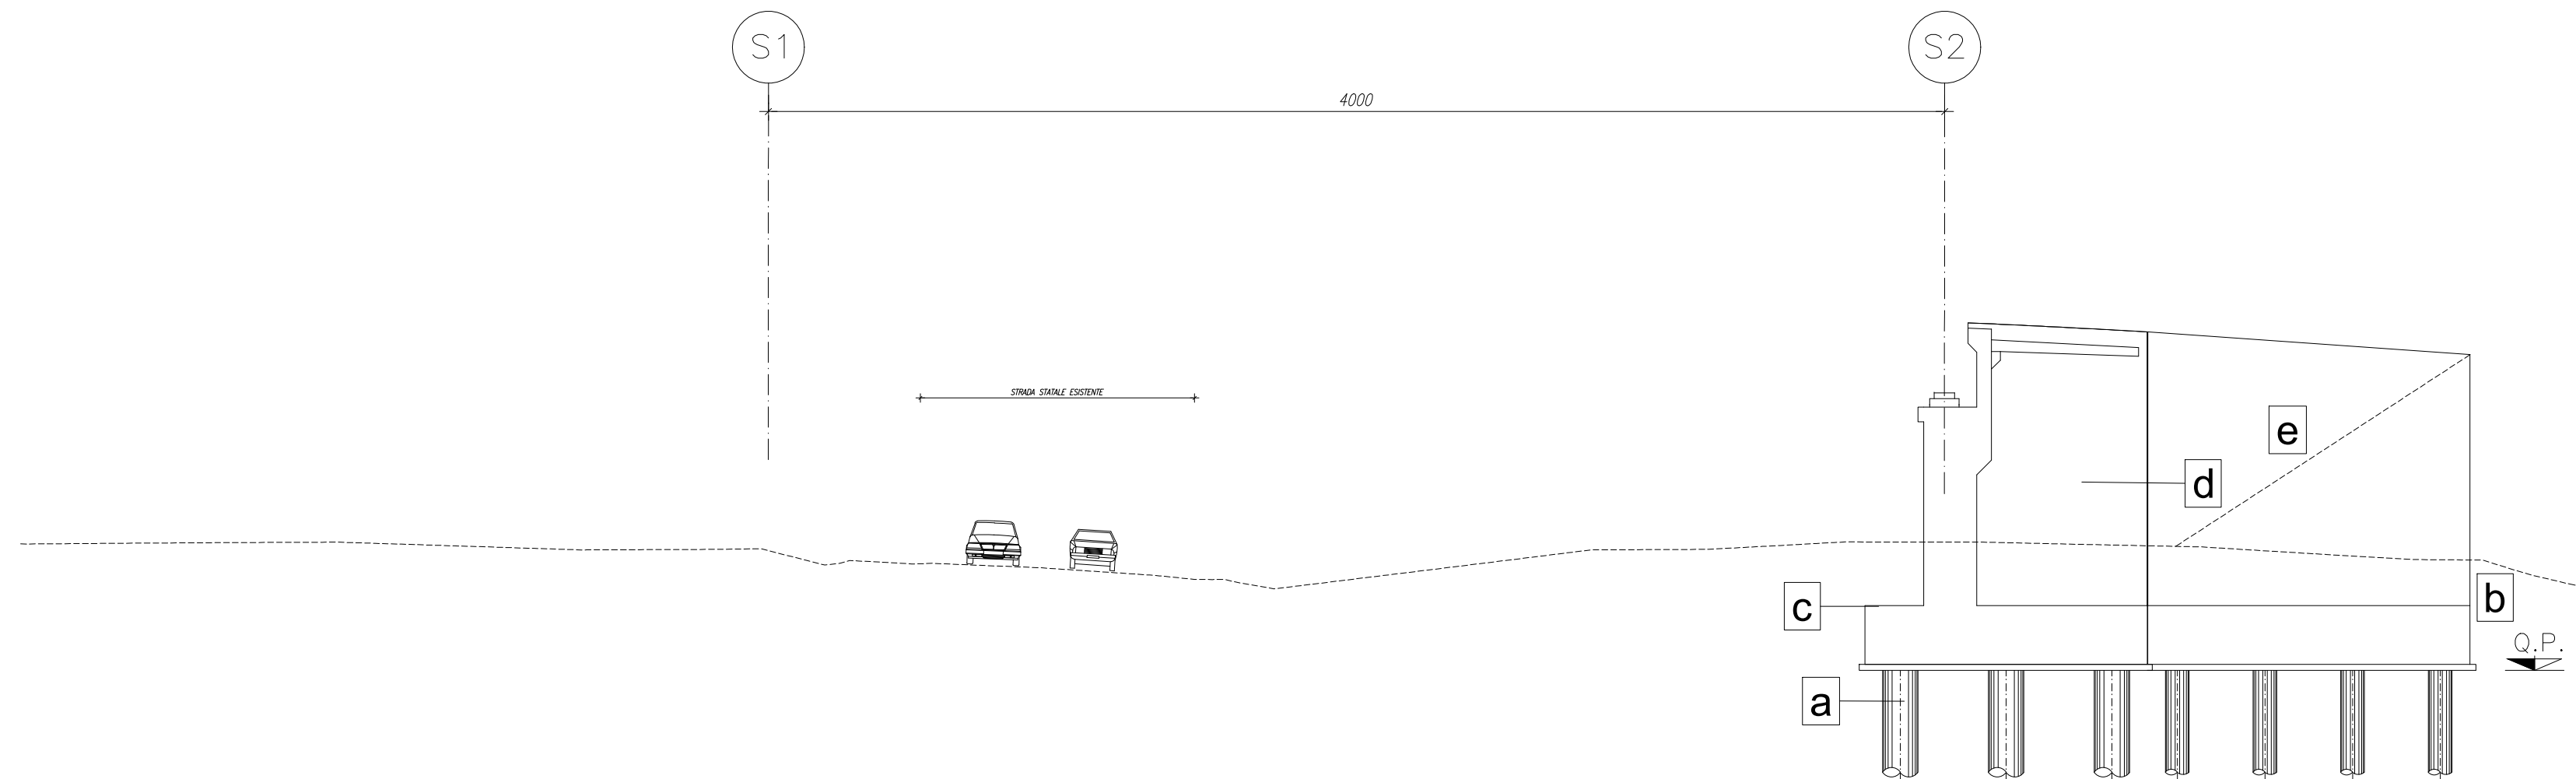 S1
S2
4000
STRADA STATALE ESISTENTE
e
d
b
c
Q.P.
a